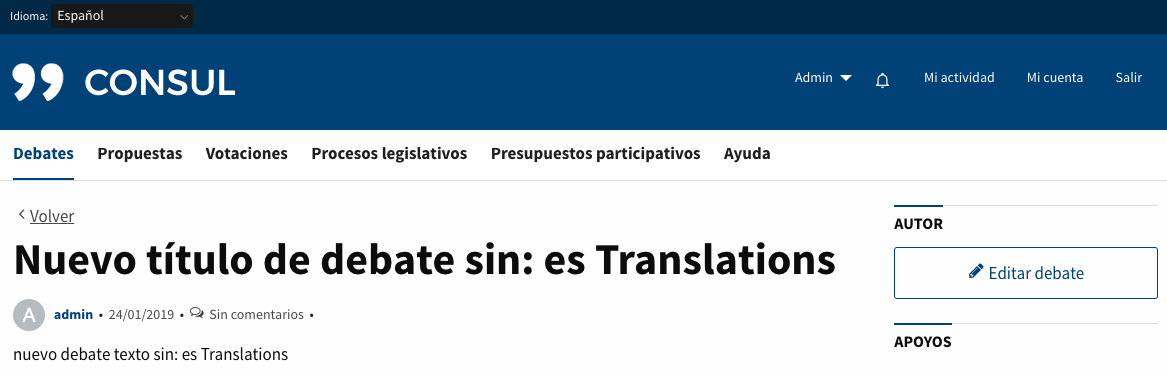 Idioma: Español
CONSUL
Admin Mi actividad Mi cuenta Salir
Debates Propuestas Votaciones Procesos legislativos Presupuestos participativos Ayuda
Volver
Nuevo título de debate sin: es Translations
A admin • 24/01/2019 • Sin comentarios •
nuevo debate texto sin: es Translations
AUTOR
Editar debate
APOYOS